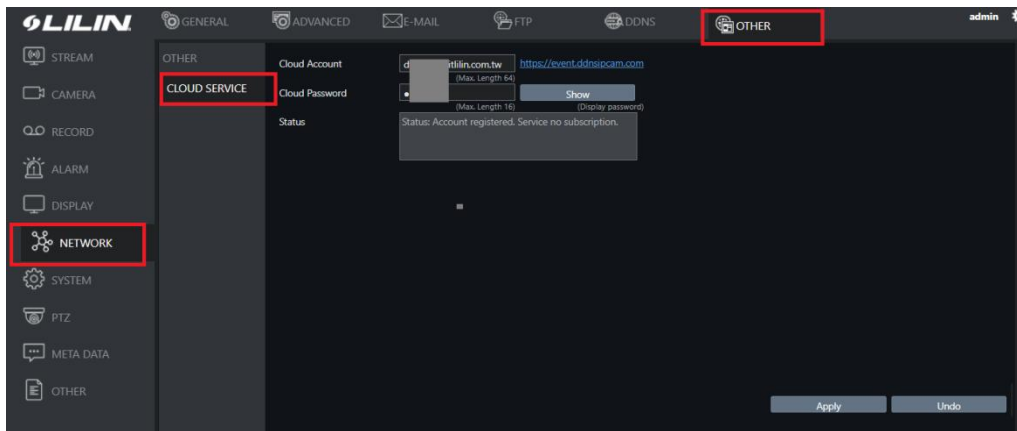 LILIN
GENERAL
ADVANCED
E-MAIL
FTP
DDNS
OTHER
admin
STREAM
CAMERA
RECORD
ALARM
DISPLAY
NETWORK
SYSTEM
PTZ
META DATA
OTHER
OTHER
CLOUD SERVICE
Cloud Account
d itlilin.com.tw https://event.ddnsipcam.com
(Max. Length 64)
Cloud Password
Show
(Max. Length 16) (Display password)
Status
Status: Account registered. Service no subscription.
Apply
Undo